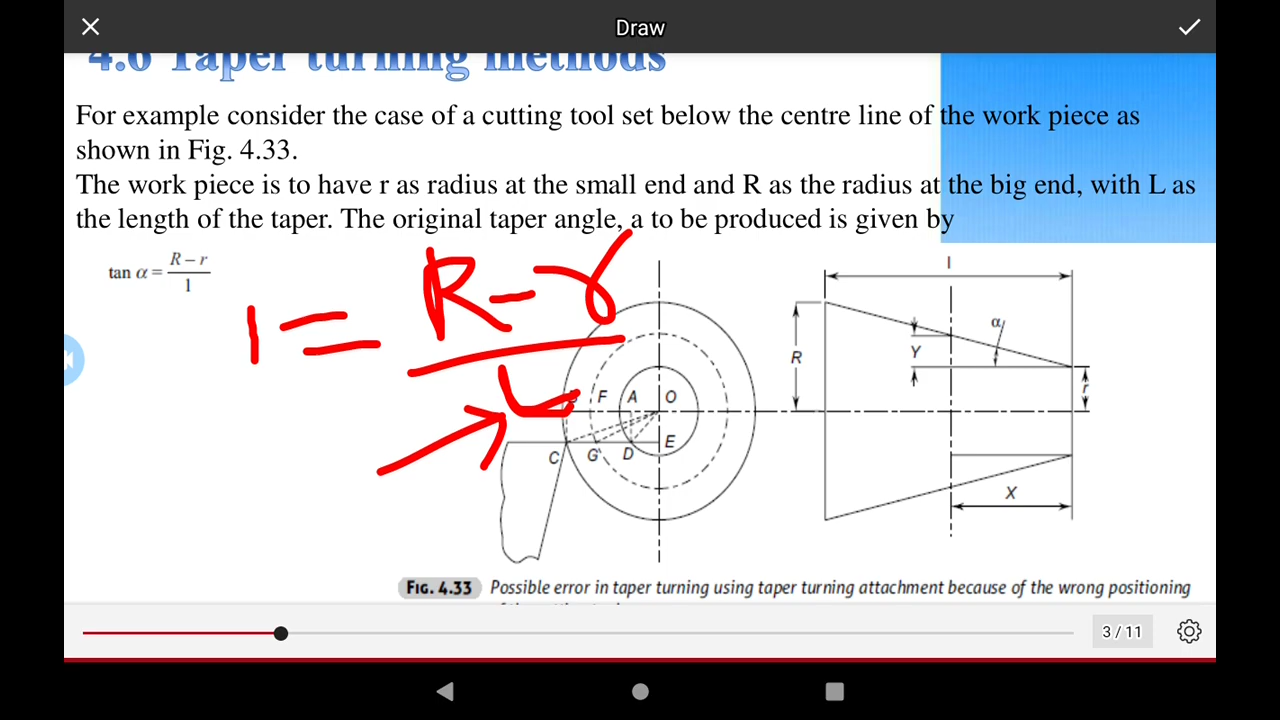 Draw
4.6 Taper turning methods
For example consider the case of a cutting tool set below the centre line of the work piece as
shown in Fig. 4.33.
The work piece is to have r as radius at the small end and R as the radius at the big end, with L as
the length of the taper. The original taper angle, a to be produced is given by
tan α = R – r
1
1 = R - r
L
l
R
Y
α
r
X
F A O
C G D E
FIG. 4.33 Possible error in taper turning using taper turning attachment because of the wrong positioning
3 / 11